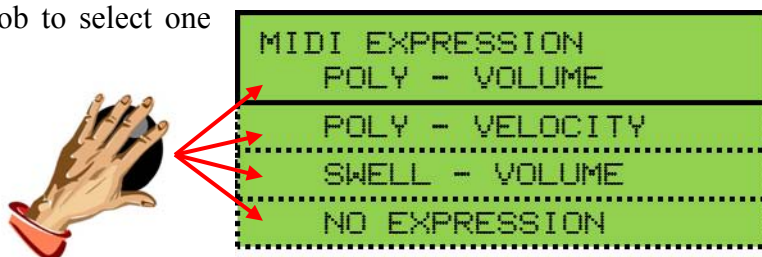 ob to select one
MIDI EXPRESSION
POLY - VOLUME
POLY - VELOCITY
SWELL - VOLUME
NO EXPRESSION